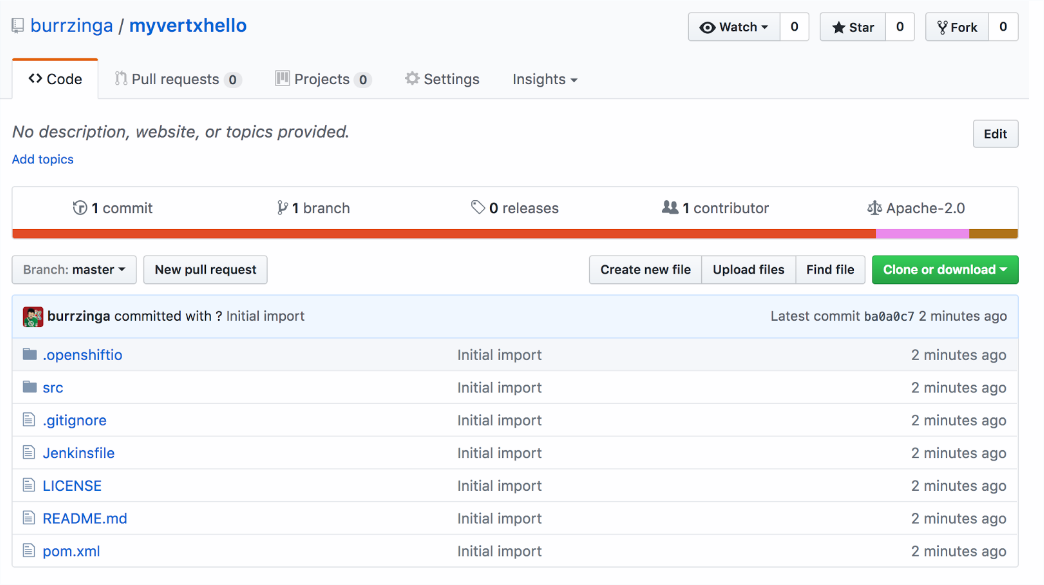 burrzinga / myvertxhello Watch 0 Star 0 Fork 0
Code Pull requests 0 Projects 0 Settings Insights
No description, website, or topics provided. Edit
Add topics
1 commit 1 branch 0 releases 1 contributor Apache-2.0
Branch: master New pull request Create new file Upload files Find file Clone or download
burrzinga committed with ? Initial import Latest commit ba0a0c7 2 minutes ago
.openshiftio Initial import 2 minutes ago
src Initial import 2 minutes ago
.gitignore Initial import 2 minutes ago
Jenkinsfile Initial import 2 minutes ago
LICENSE Initial import 2 minutes ago
README.md Initial import 2 minutes ago
pom.xml Initial import 2 minutes ago